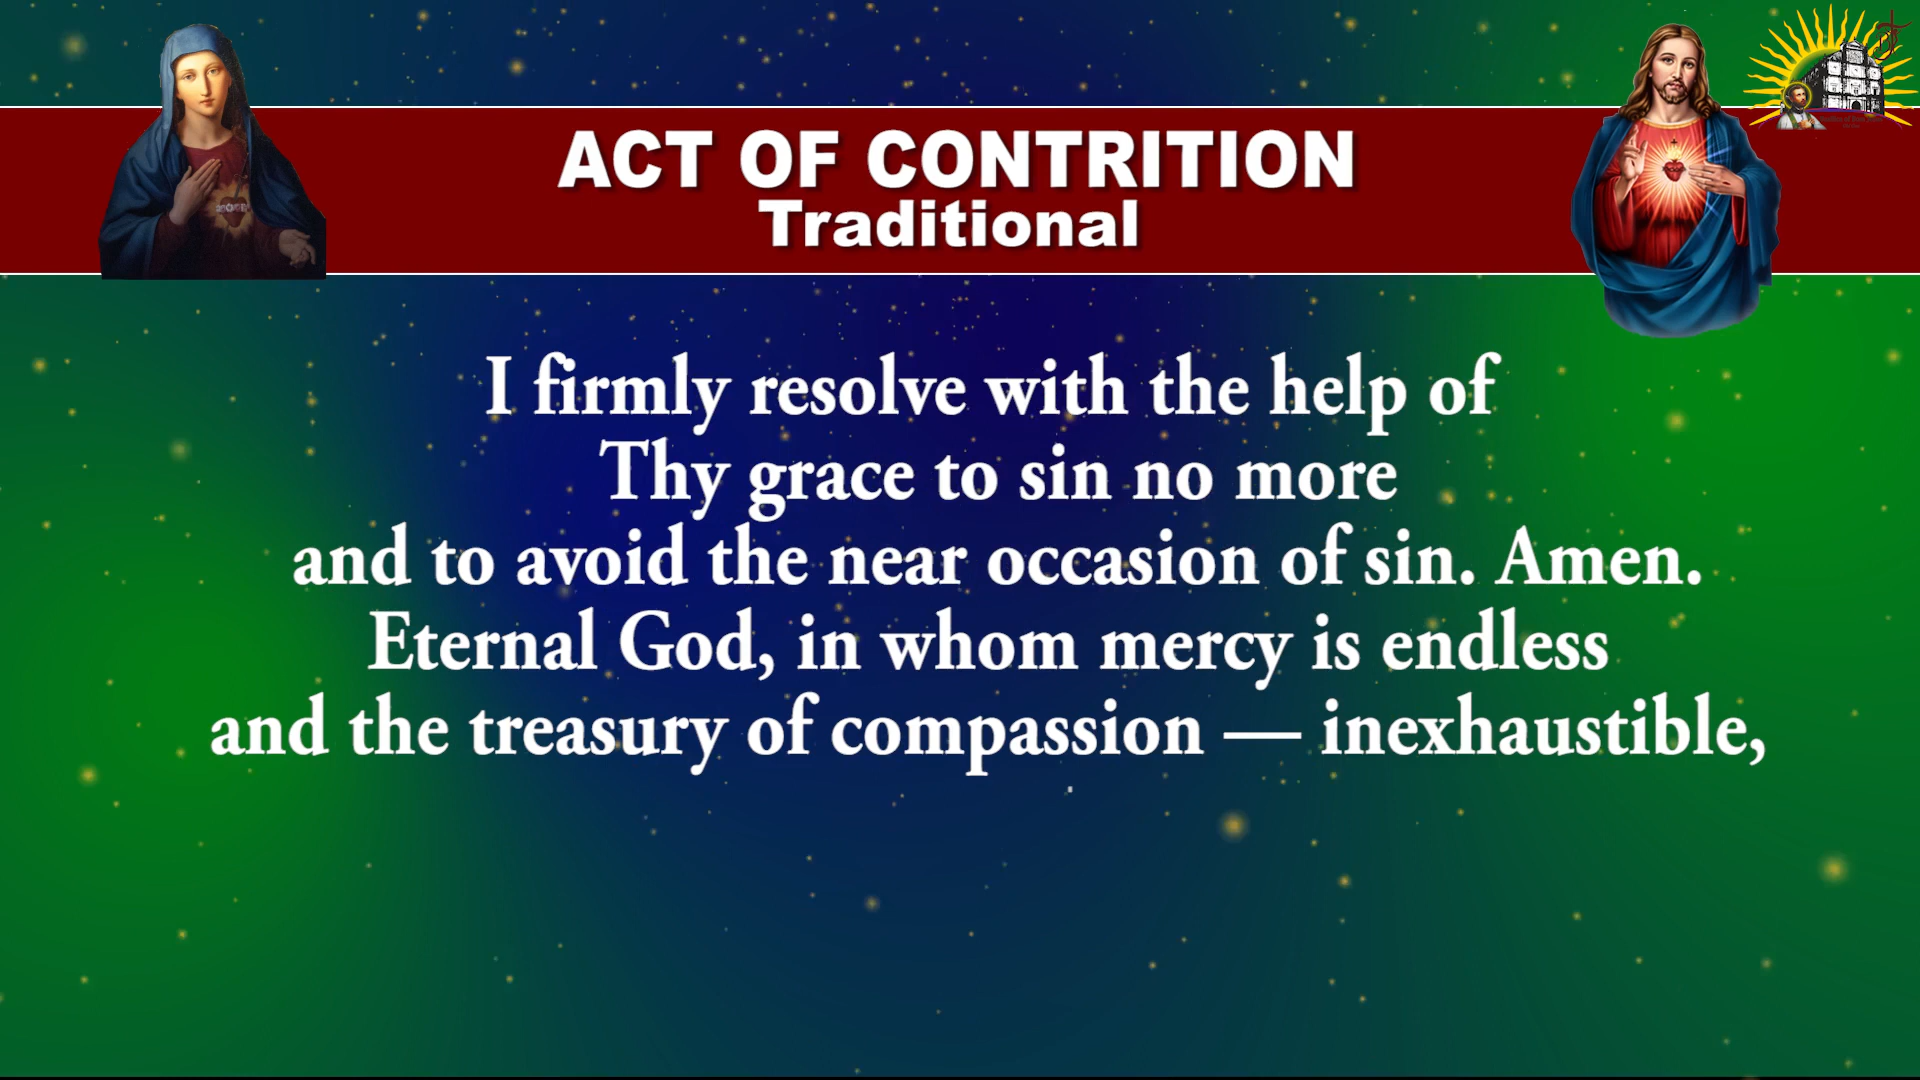 ACT OF CONTRITION
Traditional
I firmly resolve with the help of
Thy grace to sin no more
and to avoid the near occasion of sin. Amen.
Eternal God, in whom mercy is endless
and the treasury of compassion — inexhaustible,